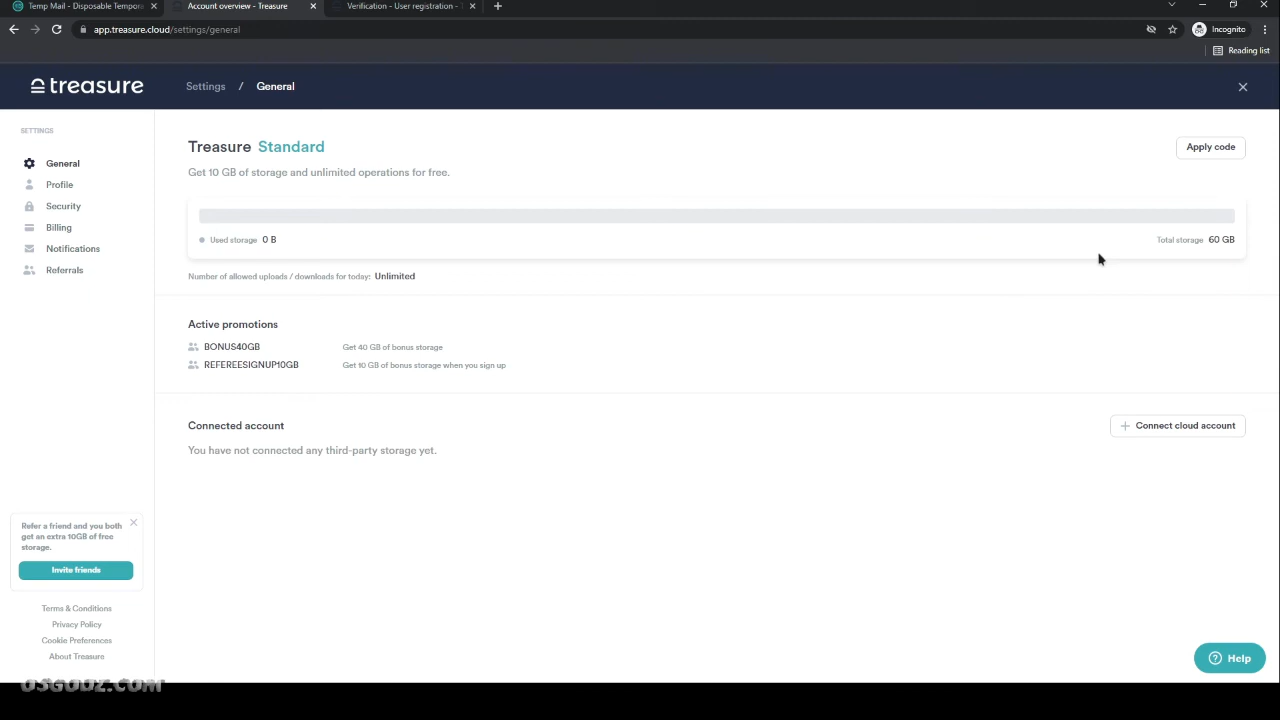 Temp Mail - Disposable Tempora
Account overview - Treasure
Verification - User registration -
app.treasure.cloud/settings/general
Incognito
Reading list
treasure
Settings / General
SETTINGS
General
Profile
Security
Billing
Notifications
Referrals
Treasure Standard
Apply code
Get 10 GB of storage and unlimited operations for free.
Used storage 0 B
Total storage 60 GB
Number of allowed uploads / downloads for today: Unlimited
Active promotions
BONUS40GB Get 40 GB of bonus storage
REFEREESIGNUP10GB Get 10 GB of bonus storage when you sign up
Connected account
+ Connect cloud account
You have not connected any third-party storage yet.
Refer a friend and you both
get an extra 10GB of free
storage.
Invite friends
Terms & Conditions
Privacy Policy
Cookie Preferences
About Treasure
Help
OSGODZ.COM